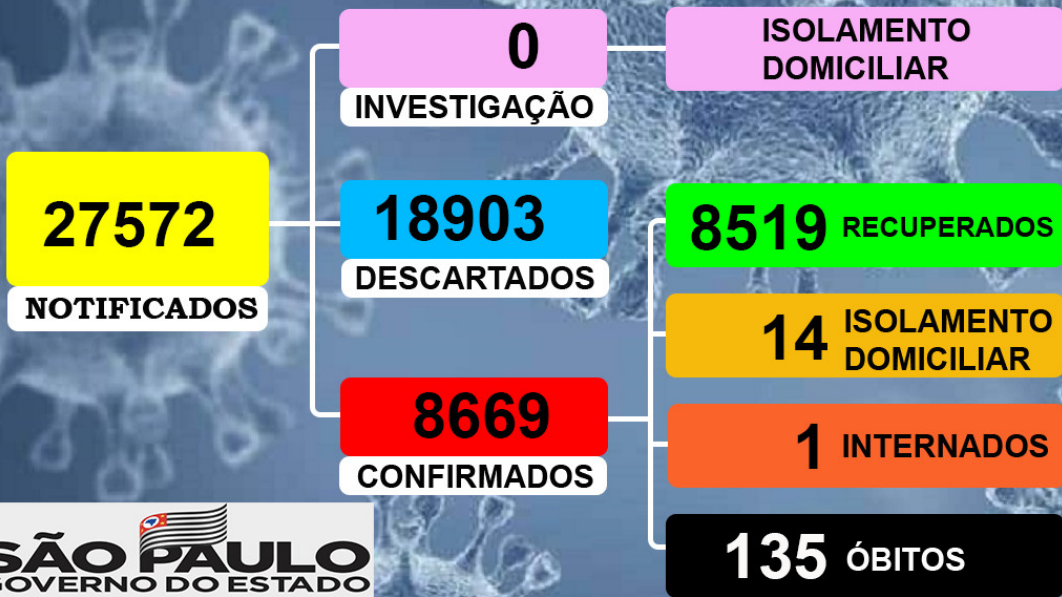 27572
NOTIFICADOS
0
INVESTIGAÇÃO
ISOLAMENTO
DOMICILIAR
18903
DESCARTADOS
8669
CONFIRMADOS
8519 RECUPERADOS
14 ISOLAMENTO
DOMICILIAR
1 INTERNADOS
135 ÓBITOS
SÃO PAULO
GOVERNO DO ESTADO